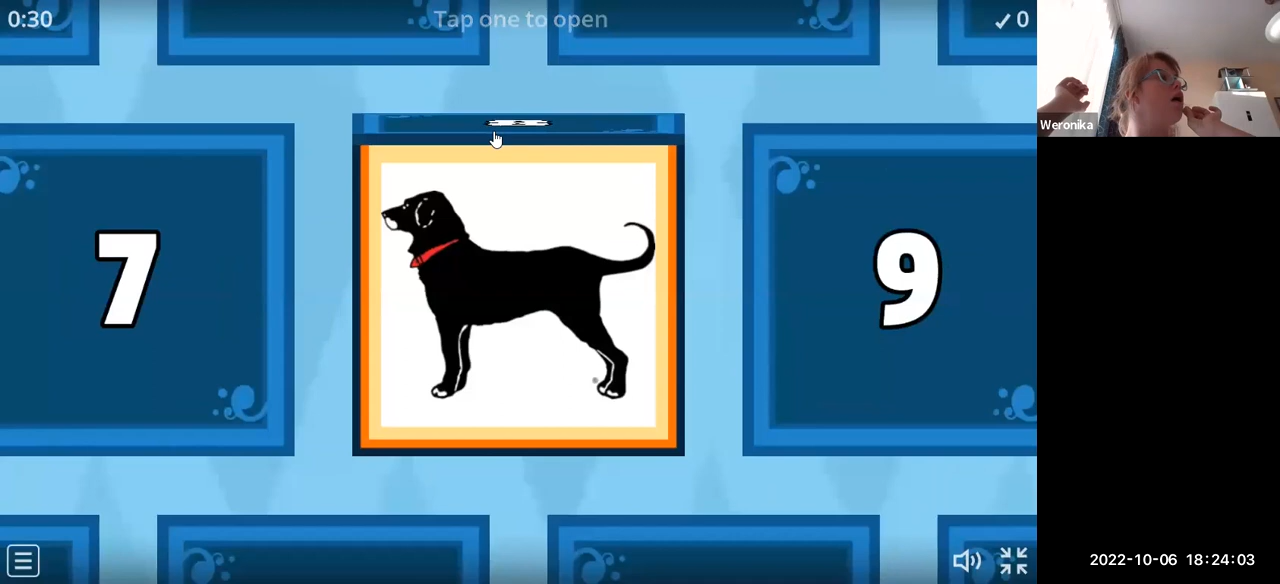 0:30
Tap one to open
✓ 0
Weronika
7
9
2022-10-06 18:24:03